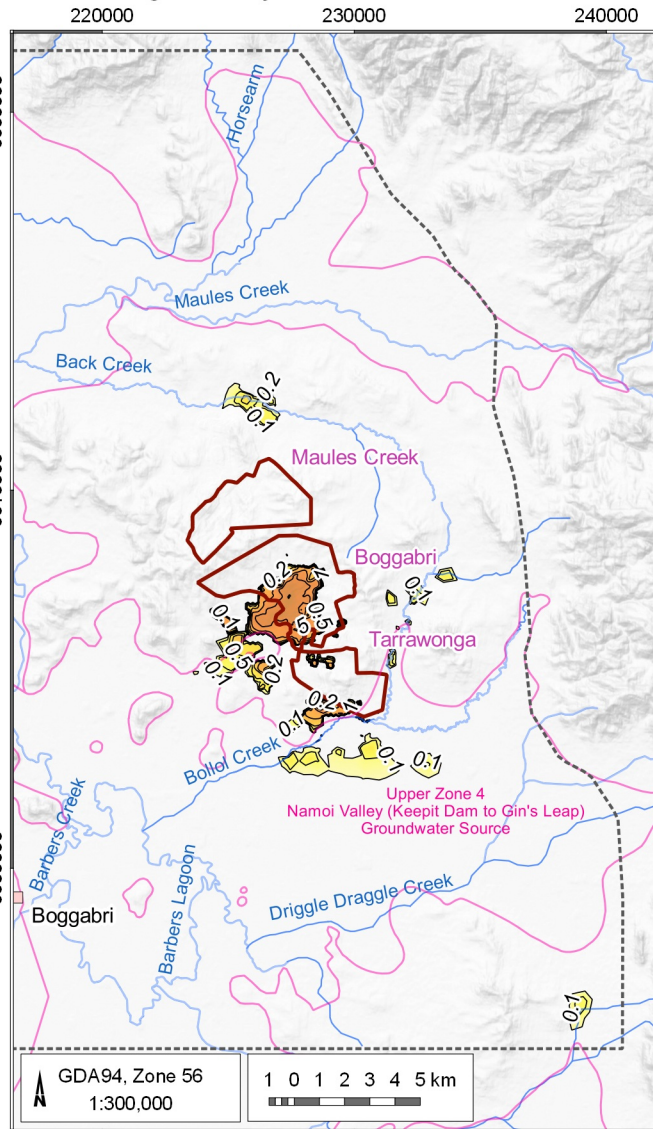 220000
230000
240000
Horsearm
Maules Creek
Back Creek
0.2
0.1
Maules Creek
Boggabri
0.2
0.1
0.5
5
0.1
Tarrawonga
0.5
0.2
0.1
0.2
0.1
Bollol Creek
0.1
0.1
Upper Zone 4
Namoi Valley (Keepit Dam to Gin's Leap)
Groundwater Source
Barbers Creek
Barbers Lagoon
Driggle Draggle Creek
Boggabri
0.1
N
GDA94, Zone 56
1:300,000
1 0 1 2 3 4 5 km